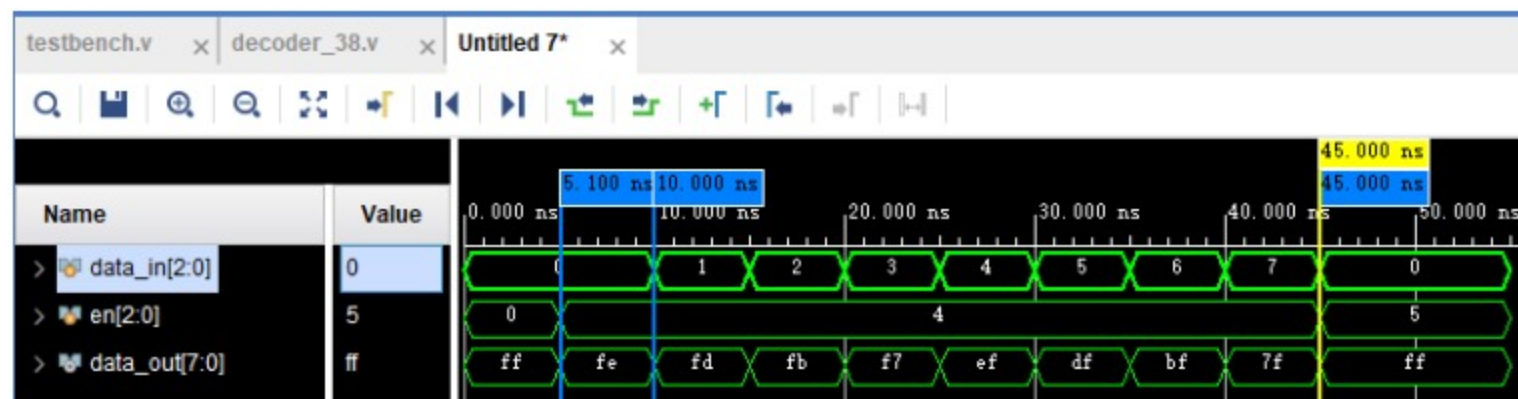 testbench.v × decoder_38.v × Untitled 7* ×
45.000 ns
5.100 ns 10.000 ns 45.000 ns
Name Value 0.000 ns 10.000 ns 20.000 ns 30.000 ns 40.000 ns 50.000 ns
data_in[2:0] 0 0 1 2 3 4 5 6 7 0
en[2:0] 5 0 4 5
data_out[7:0] ff ff fe fd fb f7 ef df bf 7f ff